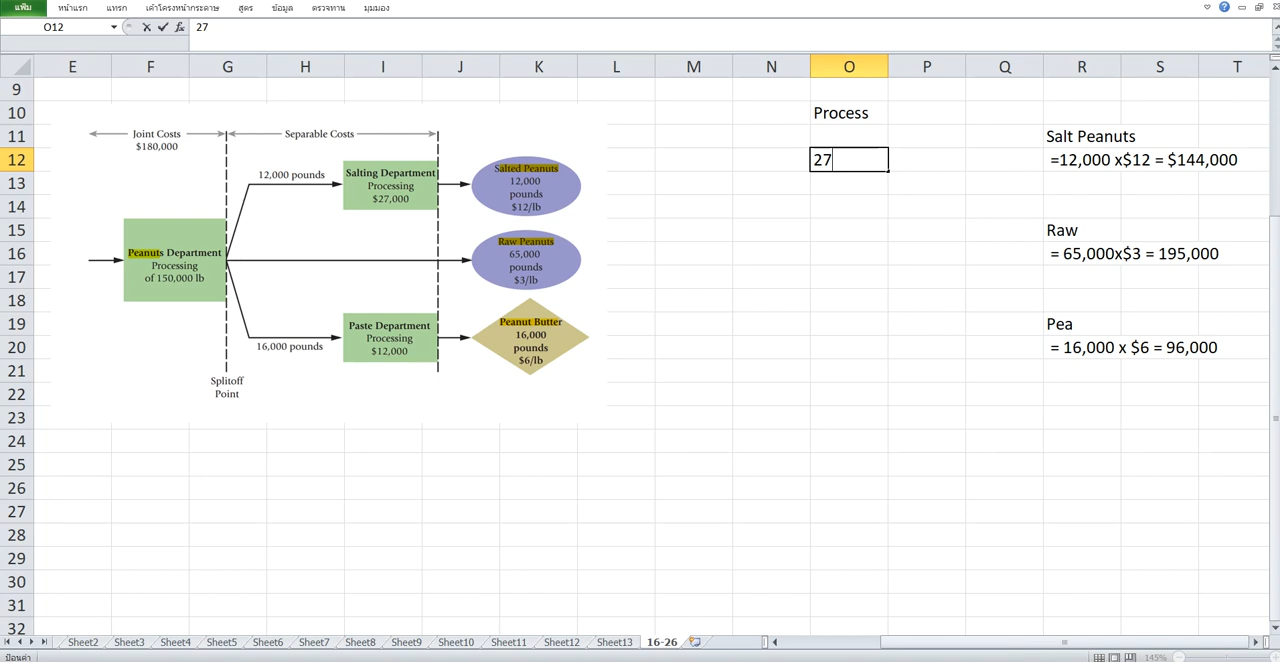 แฟ้ม หน้าแรก แทรก เค้าโครงหน้ากระดาษ สูตร ข้อมูล ตรวจทาน มุมมอง
O12 fx 27
E F G H I J K L M N O P Q R S T
9
10 Process
11 Joint Costs Separable Costs Salt Peanuts
$180,000
12 27 =12,000 x$12 = $144,000
12,000 pounds Salting Department Salted Peanuts
13 Processing 12,000
$27,000 pounds
14 $12/lb
15 Raw
Raw Peanuts
16 Peanuts Department 65,000 = 65,000x$3 = 195,000
Processing pounds
17 of 150,000 lb $3/lb
18
19 Paste Department Peanut Butter Pea
Processing 16,000
20 16,000 pounds $12,000 pounds = 16,000 x $6 = 96,000
$6/lb
21
Splitoff
22 Point
23
24
25
26
27
28
29
30
31
32
Sheet2 Sheet3 Sheet4 Sheet5 Sheet6 Sheet7 Sheet8 Sheet9 Sheet10 Sheet11 Sheet12 Sheet13 16-26
ป้อนค่า 145%